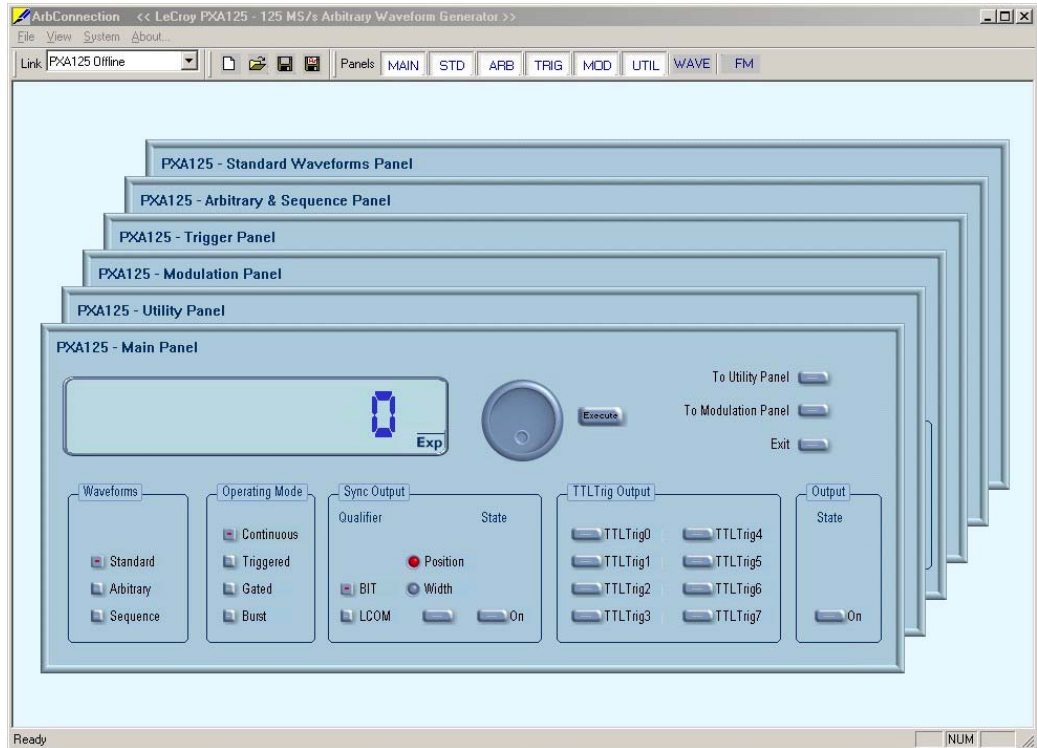 ArbConnection << LeCroy PXA125 - 125 MS/s Arbitrary Waveform Generator >>
File View System About...
Link PXA125 Offline Panels MAIN STD ARB TRIG MOD UTIL WAVE FM
PXA125 - Standard Waveforms Panel
PXA125 - Arbitrary & Sequence Panel
PXA125 - Trigger Panel
PXA125 - Modulation Panel
PXA125 - Utility Panel
PXA125 - Main Panel
0
Exp
Execute
To Utility Panel
To Modulation Panel
Exit
Waveforms
Standard
Arbitrary
Sequence
Operating Mode
Continuous
Triggered
Gated
Burst
Sync Output
Qualifier State
Position
BIT Width
LCOM On
TTLTrig Output
TTLTrig0 TTLTrig4
TTLTrig1 TTLTrig5
TTLTrig2 TTLTrig6
TTLTrig3 TTLTrig7
Output
State
On
Ready NUM